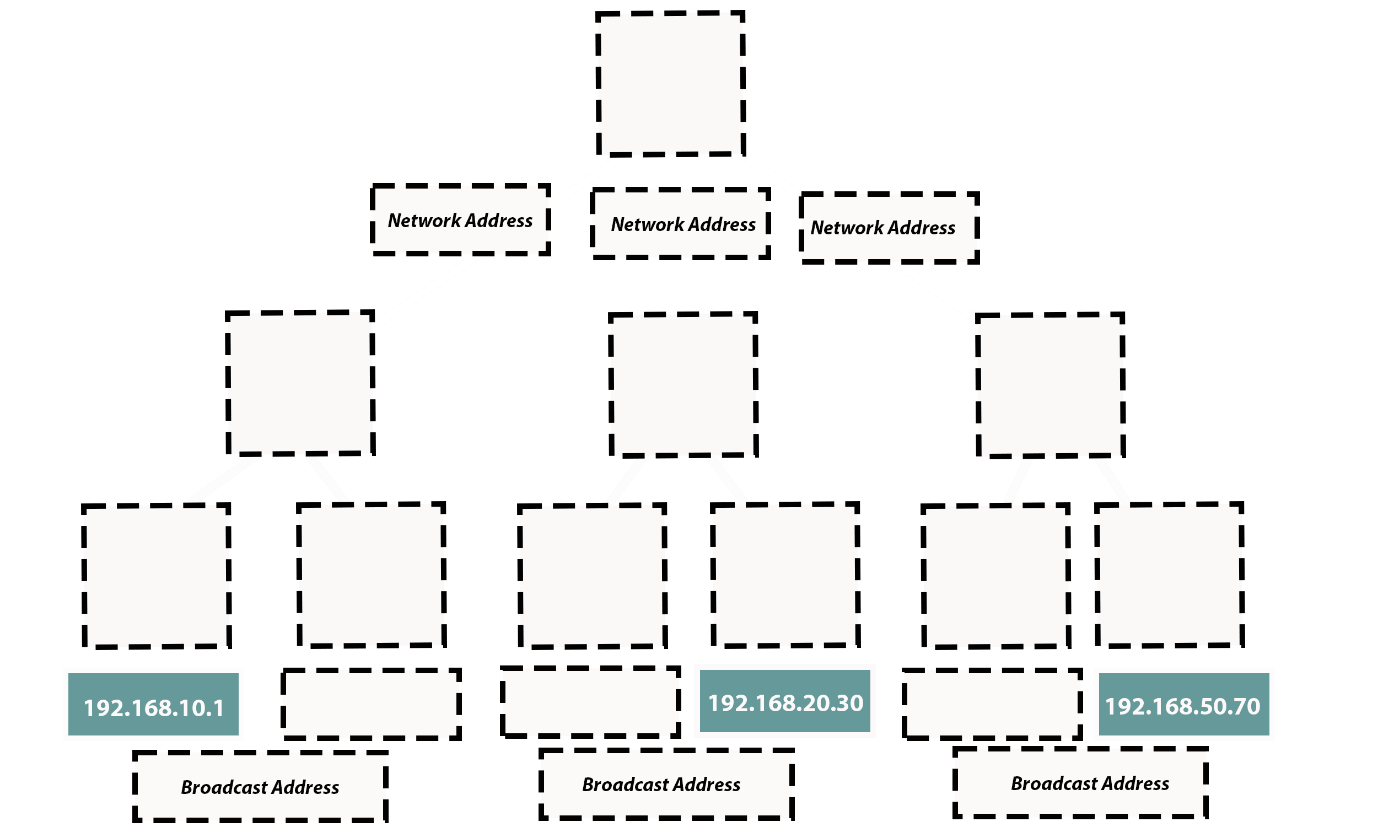 Network Address
Network Address
Network Address
192.168.10.1
192.168.20.30
192.168.50.70
Broadcast Address
Broadcast Address
Broadcast Address